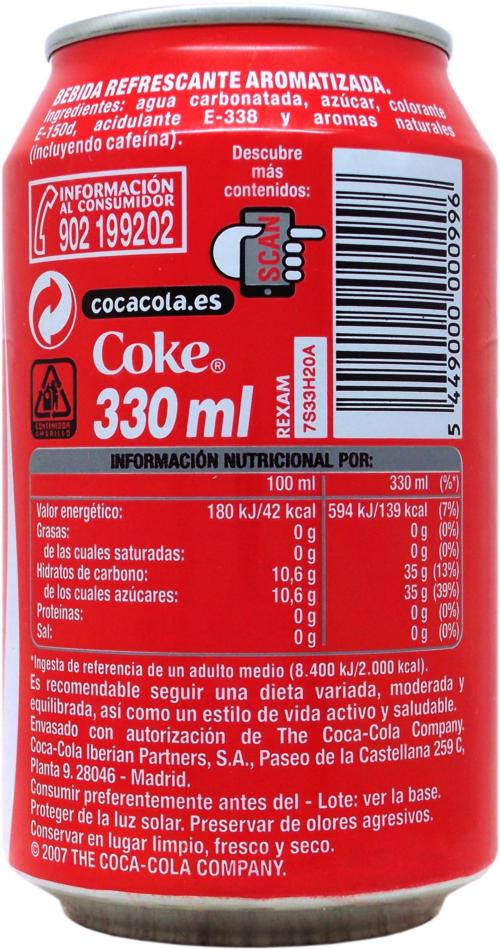 BEBIDA REFRESCANTE AROMATIZADA.
Ingredientes: agua carbonatada, azúcar, colorante
E-150d, acidulante E-338 y aromas naturales
(incluyendo cafeína).
INFORMACIÓN
AL CONSUMIDOR
902 199202
Descubre
más
contenidos:
SCAN
cocacola.es
Coke®
330 ml
CONTENEDOR
AMARILLO
REXAM
7S33H20A
5 449000 000996
INFORMACIÓN NUTRICIONAL POR:
100 ml 330 ml (%*)
Valor energético: 180 kJ/42 kcal 594 kJ/139 kcal (7%)
Grasas: 0 g 0 g (0%)
de las cuales saturadas: 0 g 0 g (0%)
Hidratos de carbono: 10,6 g 35 g (13%)
de los cuales azúcares: 10,6 g 35 g (39%)
Proteínas: 0 g 0 g (0%)
Sal: 0 g 0 g (0%)
*Ingesta de referencia de un adulto medio (8.400 kJ/2.000 kcal).
Es recomendable seguir una dieta variada, moderada y
equilibrada, así como un estilo de vida activo y saludable.
Envasado con autorización de The Coca-Cola Company.
Coca-Cola Iberian Partners, S.A., Paseo de la Castellana 259 C,
Planta 9. 28046 - Madrid.
Consumir preferentemente antes del - Lote: ver la base.
Proteger de la luz solar. Preservar de olores agresivos.
Conservar en lugar limpio, fresco y seco.
© 2007 THE COCA-COLA COMPANY.